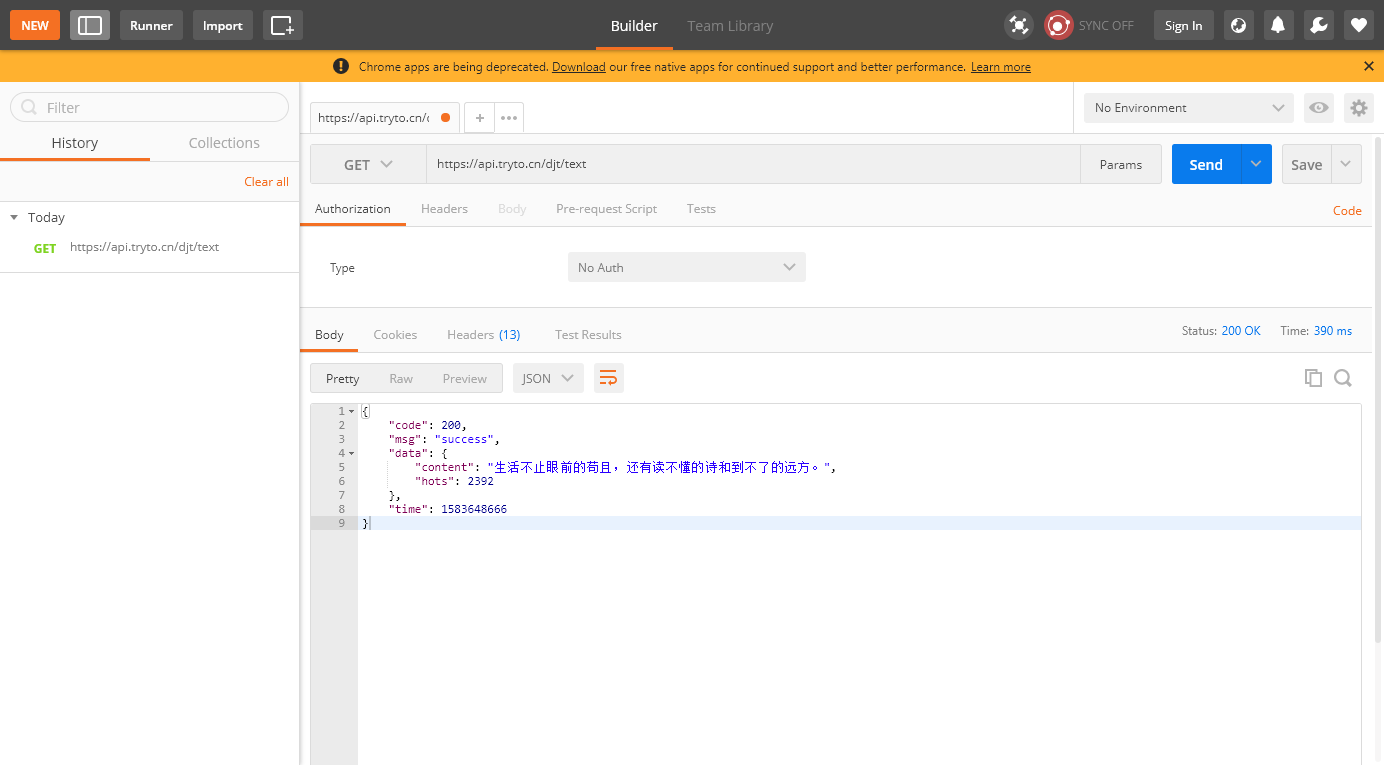 NEW
Runner
Import
Builder
Team Library
SYNC OFF
Sign In
Chrome apps are being deprecated. Download our free native apps for continued support and better performance. Learn more
Filter
History
Collections
Clear all
Today
GET https://api.tryto.cn/djt/text
https://api.tryto.cn/
No Environment
GET
https://api.tryto.cn/djt/text
Params
Send
Save
Authorization
Headers
Body
Pre-request Script
Tests
Code
Type
No Auth
Body
Cookies
Headers (13)
Test Results
Status: 200 OK
Time: 390 ms
Pretty
Raw
Preview
JSON
1 {
2 "code": 200,
3 "msg": "success",
4 "data": {
5 "content": "生活不止眼前的苟且，还有读不懂的诗和到不了的远方。",
6 "hots": 2392
7 },
8 "time": 1583648666
9 }